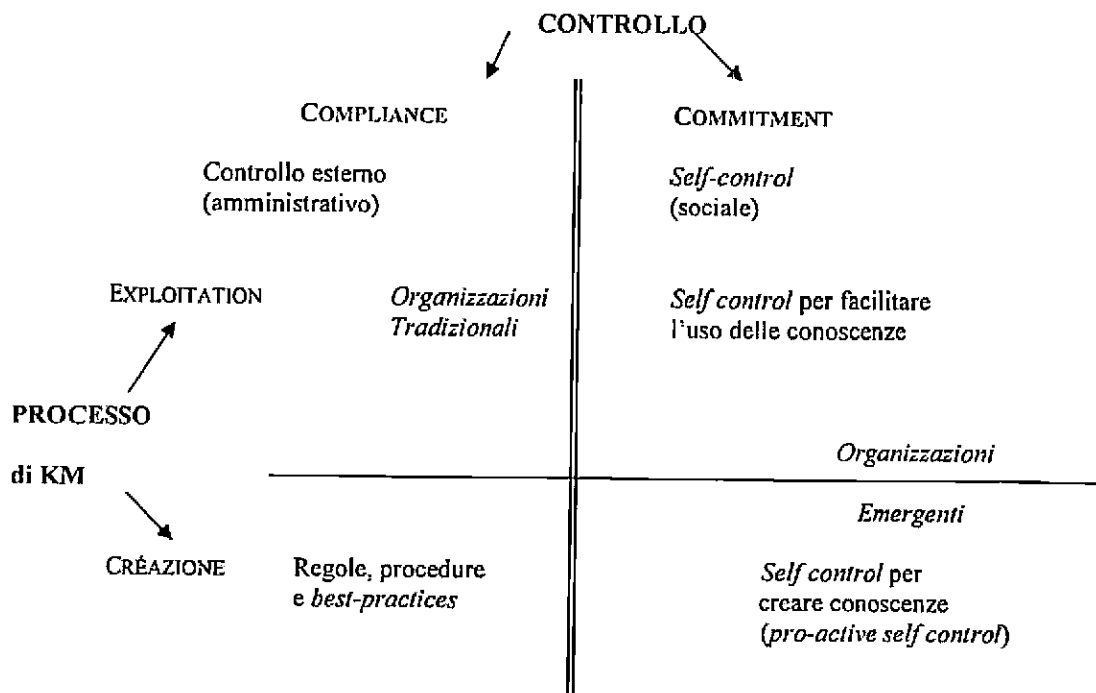 CONTROLLO
COMPLIANCE
COMMITMENT
Controllo esterno
(amministrativo)
Self-control
(sociale)
EXPLOITATION
Organizzazioni
Tradizionali
Self control per facilitare
l'uso delle conoscenze
PROCESSO
di KM
Organizzazioni
Emergenti
CRÉAZIONE
Regole, procedure
e best-practices
Self control per
creare conoscenze
(pro-active self control)